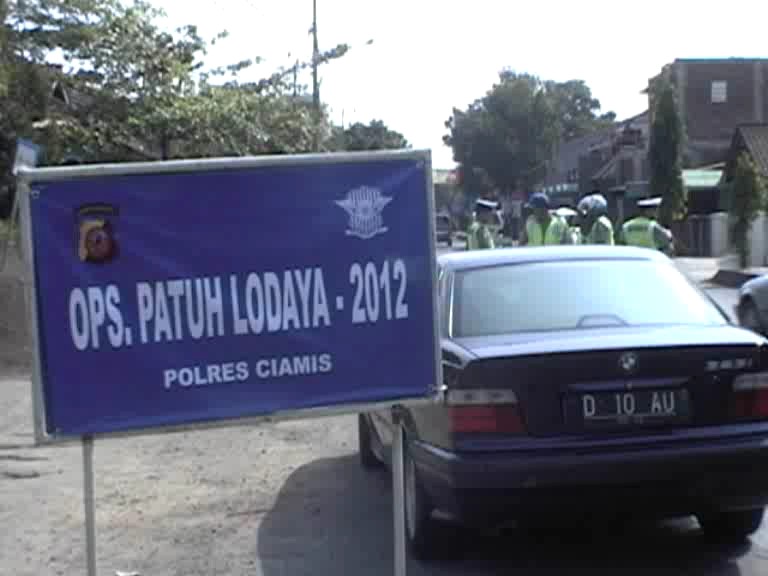 OPS. PATUH LODAYA - 2012
POLRES CIAMIS
D 10 AU